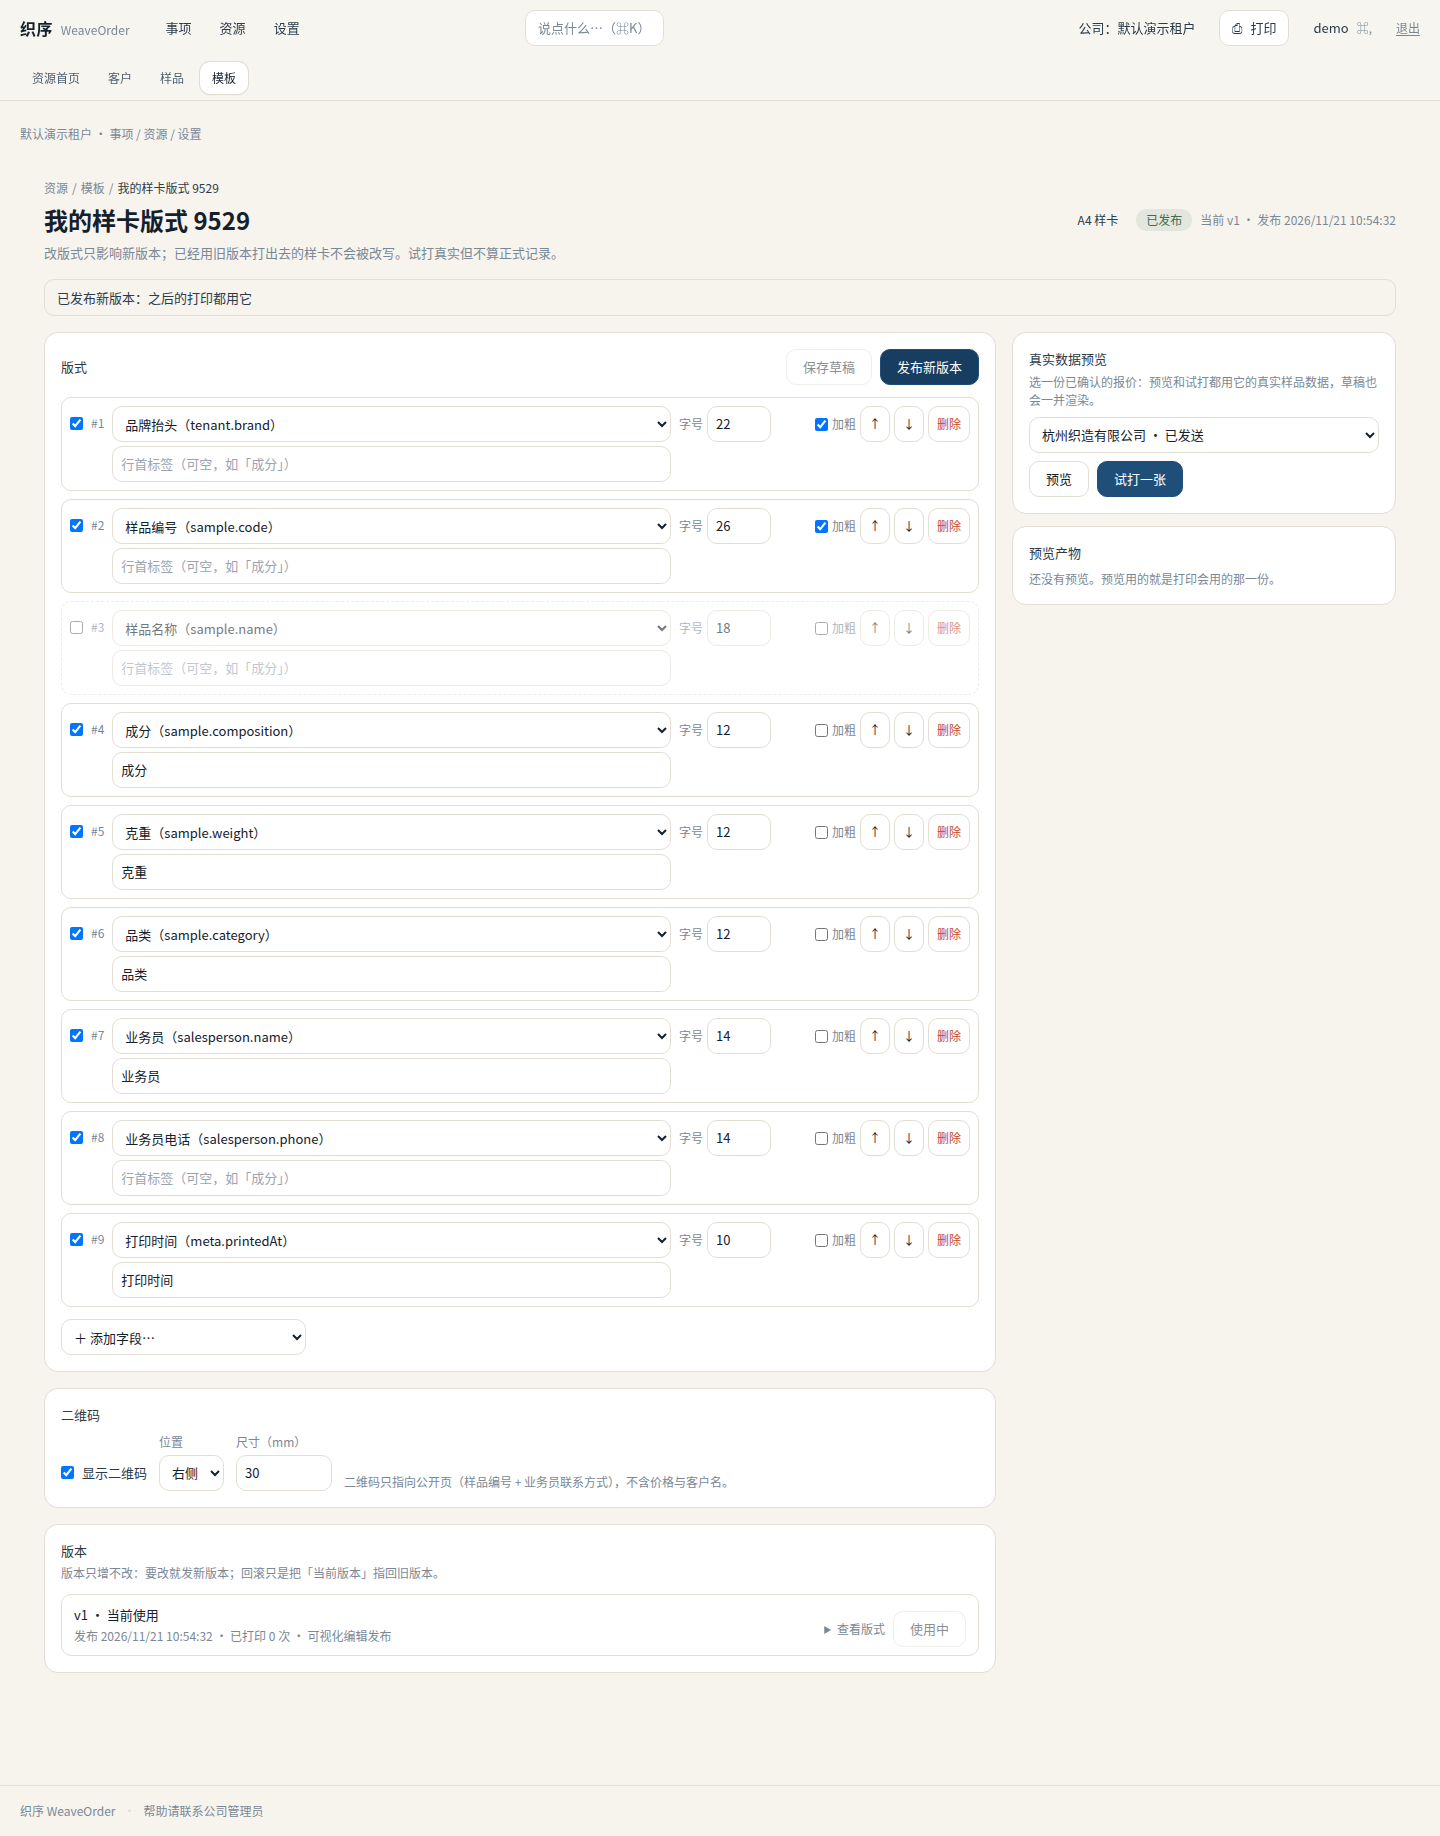 织序 WeaveOrder 事项 资源 设置 说点什么…（⌘K） 公司：默认演示租户 打印 demo ⌘, 退出
资源首页 客户 样品 模板
默认演示租户 · 事项 / 资源 / 设置
资源 / 模板 / 我的样卡版式 9529
我的样卡版式 9529 A4 样卡 已发布 当前 v1 · 发布 2026/11/21 10:54:32
改版式只影响新版本；已经用旧版本打出去的样卡不会被改写。试打真实但不算正式记录。
已发布新版本：之后的打印都用它
版式 保存草稿 发布新版本
#1 品牌抬头（tenant.brand） 字号 22 加粗 ↑ ↓ 删除
行首标签（可空，如「成分」）
#2 样品编号（sample.code） 字号 26 加粗 ↑ ↓ 删除
行首标签（可空，如「成分」）
#3 样品名称（sample.name） 字号 18 加粗 ↑ ↓ 删除
行首标签（可空，如「成分」）
#4 成分（sample.composition） 字号 12 加粗 ↑ ↓ 删除
成分
#5 克重（sample.weight） 字号 12 加粗 ↑ ↓ 删除
克重
#6 品类（sample.category） 字号 12 加粗 ↑ ↓ 删除
品类
#7 业务员（salesperson.name） 字号 14 加粗 ↑ ↓ 删除
业务员
#8 业务员电话（salesperson.phone） 字号 14 加粗 ↑ ↓ 删除
行首标签（可空，如「成分」）
#9 打印时间（meta.printedAt） 字号 10 加粗 ↑ ↓ 删除
打印时间
＋ 添加字段…
真实数据预览
选一份已确认的报价：预览和试打都用它的真实样品数据，草稿也
会一并渲染。
杭州织造有限公司 · 已发送
预览 试打一张
预览产物
还没有预览。预览用的就是打印会用的那一份。
二维码
位置 尺寸（mm）
显示二维码 右侧 30 二维码只指向公开页（样品编号 + 业务员联系方式），不含价格与客户名。
版本
版本只增不改：要改就发新版本；回滚只是把「当前版本」指回旧版本。
v1 · 当前使用
发布 2026/11/21 10:54:32 · 已打印 0 次 · 可视化编辑发布 ▶ 查看版式 使用中
织序 WeaveOrder · 帮助请联系公司管理员